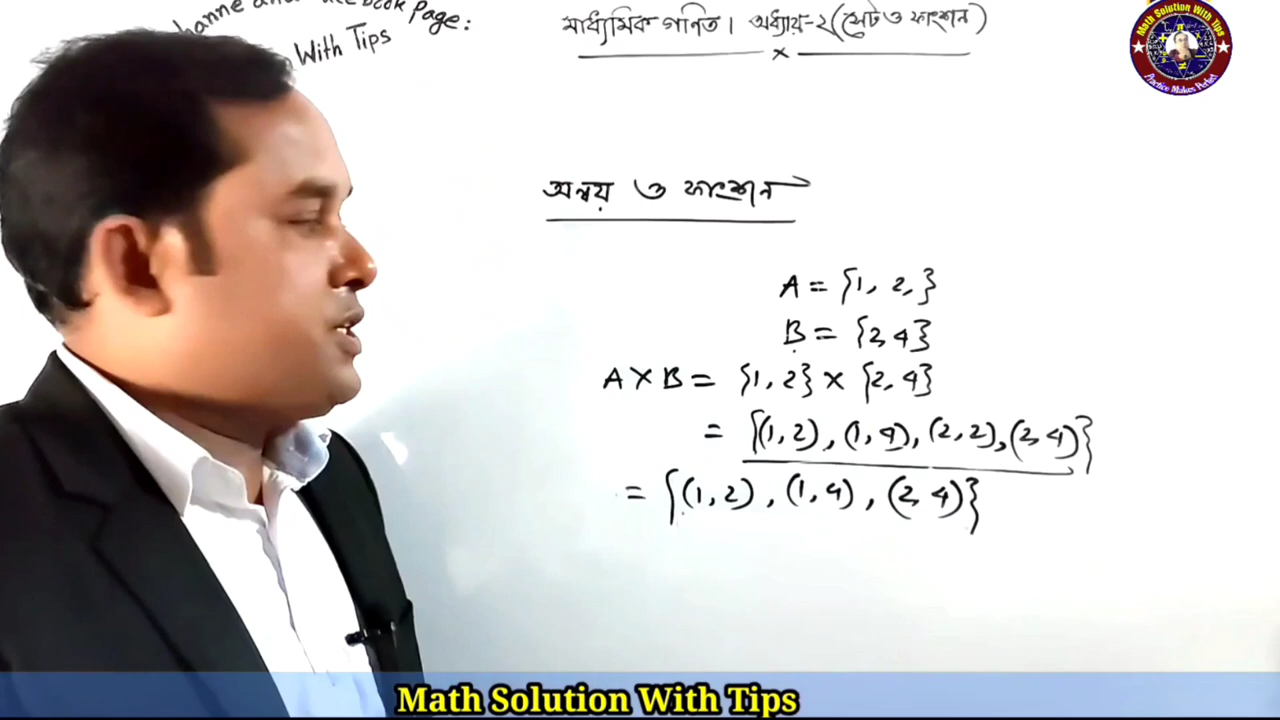 Page:
With Tips
মাধ্যমিক গণিত। অধ্যায়-২ (সেট ও ফাংশন)
×
Math Solution With Tips
Practice Makes Perfect
অন্বয় ও ফাংশন
A = {1, 2, }
B = {2, 4}
A × B = {1, 2} × {2, 4}
= {(1, 2), (1, 4), (2, 2), (2, 4)}
= {(1, 2), (1, 4), (2, 4)}
Math Solution With Tips